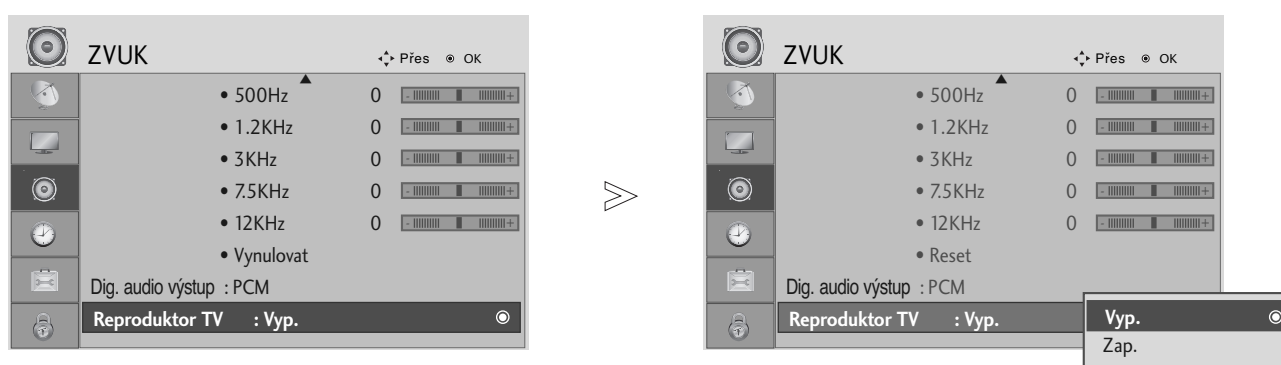 ZVUK
Přes OK
• 500Hz 0 - +
• 1.2KHz 0 - +
• 3KHz 0 - +
• 7.5KHz 0 - +
• 12KHz 0 - +
• Vynulovat
Dig. audio výstup : PCM
Reproduktor TV : Vyp.
ZVUK
Přes OK
• 500Hz 0 - +
• 1.2KHz 0 - +
• 3KHz 0 - +
• 7.5KHz 0 - +
• 12KHz 0 - +
• Reset
Dig. audio výstup : PCM
Reproduktor TV : Vyp.
Vyp.
Zap.